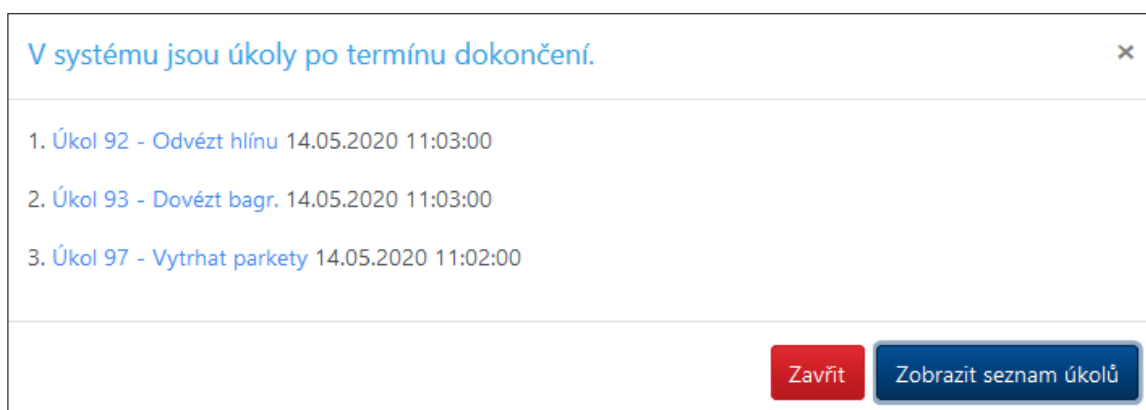 V systému jsou úkoly po termínu dokončení. ×
1. Úkol 92 - Odvézt hlínu 14.05.2020 11:03:00
2. Úkol 93 - Dovézt bagr. 14.05.2020 11:03:00
3. Úkol 97 - Vytrhat parkety 14.05.2020 11:02:00
Zavřit Zobrazit seznam úkolů